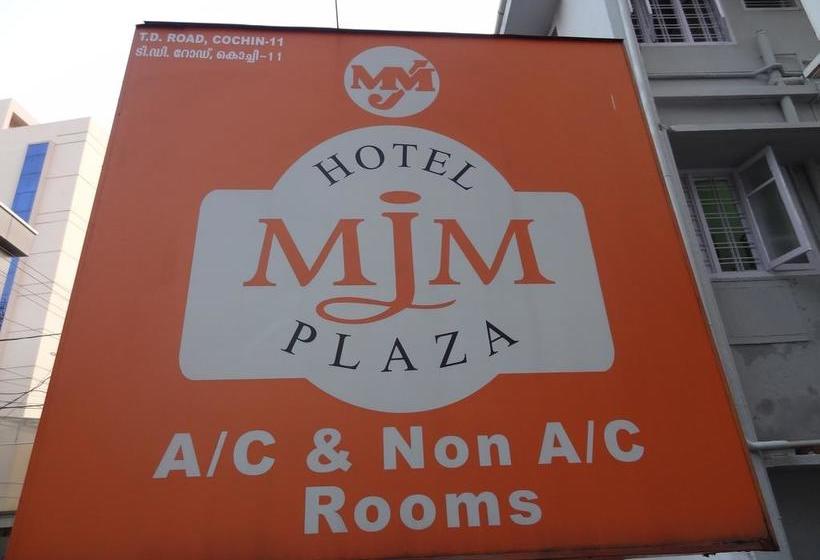 T.D. ROAD, COCHIN-11
ടി.ഡി. റോഡ്, കൊച്ചി-11
MJM
HOTEL
MJM
PLAZA
A/C & Non A/C
Rooms